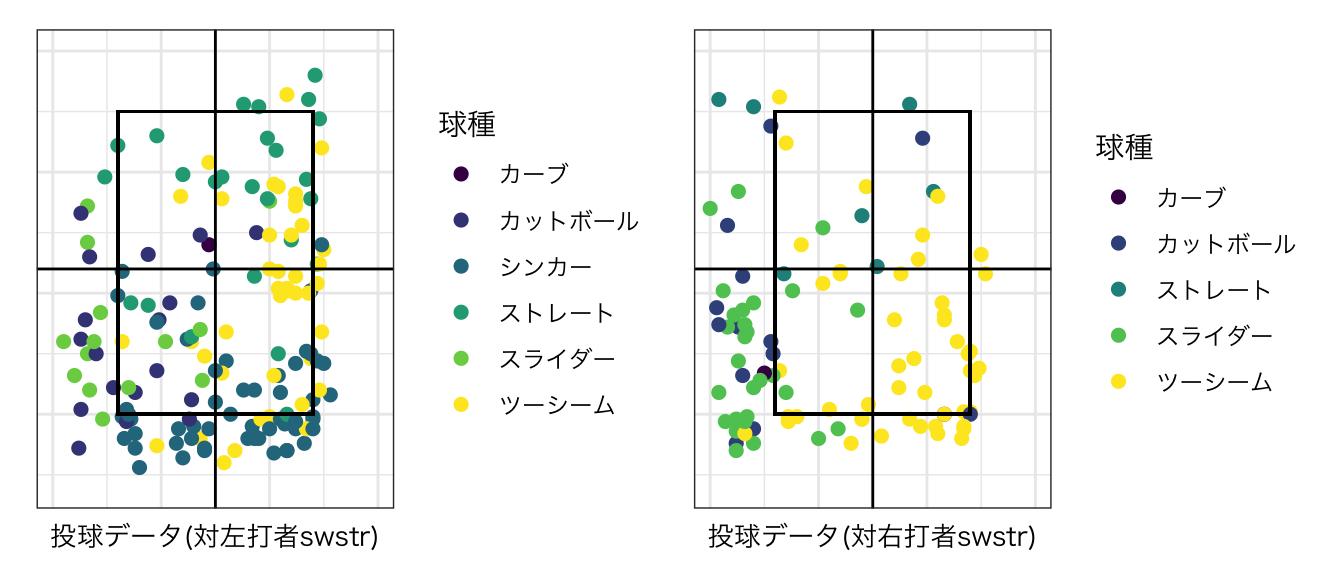 球種
カーブ
カットボール
シンカー
ストレート
スライダー
ツーシーム
投球データ(対左打者swstr)
球種
カーブ
カットボール
ストレート
スライダー
ツーシーム
投球データ(対右打者swstr)